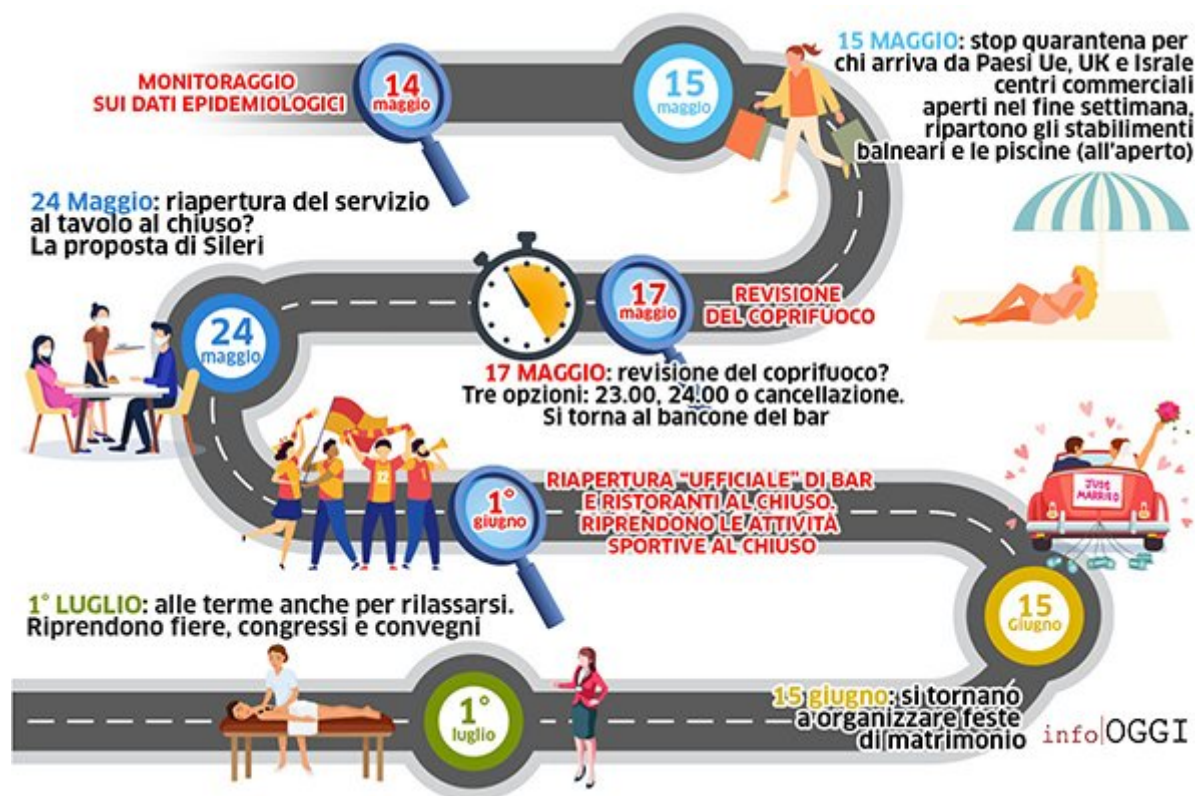 MONITORAGGIO
SUI DATI EPIDEMIOLOGICI
14
maggio
15
maggio
15 MAGGIO: stop quarantena per
chi arriva da Paesi Ue, UK e Israle
centri commerciali
aperti nel fine settimana,
ripartono gli stabilimenti
balneari e le piscine (all'aperto)
24 Maggio: riapertura del servizio
al tavolo al chiuso?
La proposta di Sileri
24
maggio
17
maggio
REVISIONE
DEL COPRIFUOCO
17 MAGGIO: revisione del coprifuoco?
Tre opzioni: 23.00, 24.00 o cancellazione.
Si torna al bancone del bar
12
1
1°
giugno
RIAPERTURA "UFFICIALE" DI BAR
E RISTORANTI AL CHIUSO.
RIPRENDONO LE ATTIVITÀ
SPORTIVE AL CHIUSO
JUST
MARRIED
15
Giugno
1° LUGLIO: alle terme anche per rilassarsi.
Riprendono fiere, congressi e convegni
1°
luglio
15 giugno: si tornano
a organizzare feste
di matrimonio
info|OGGI